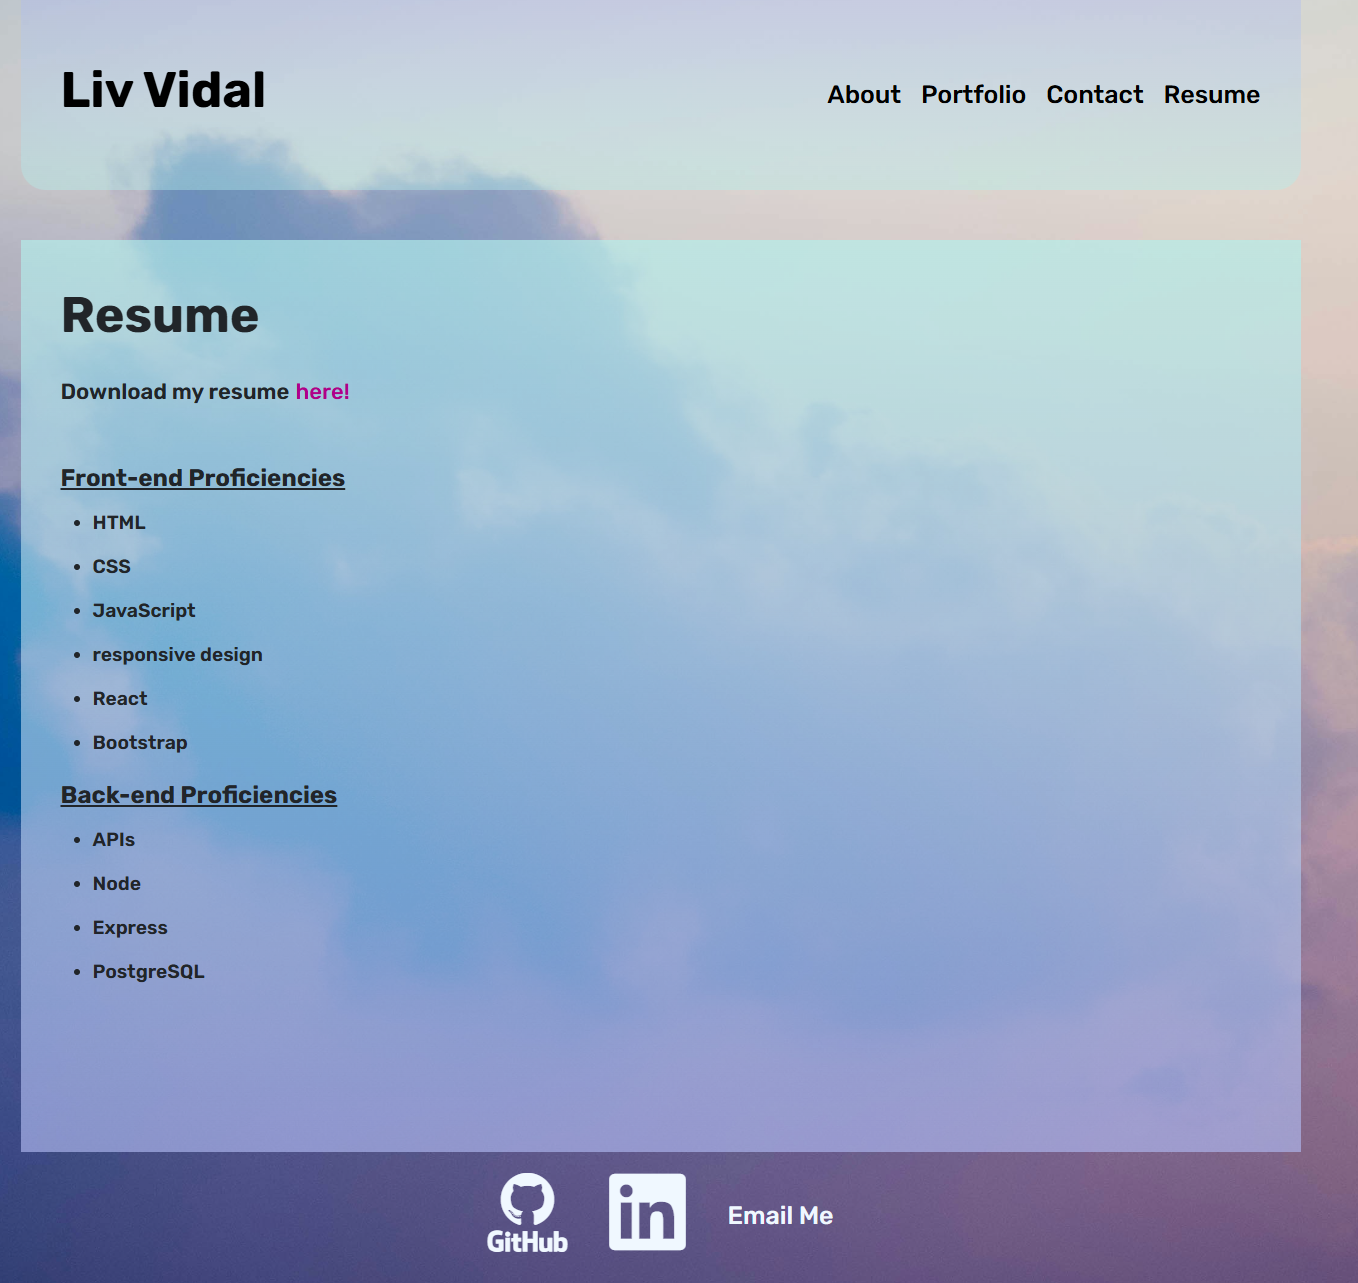 Liv Vidal
About Portfolio Contact Resume
Resume
Download my resume here!
Front-end Proficiencies
• HTML
• CSS
• JavaScript
• responsive design
• React
• Bootstrap
Back-end Proficiencies
• APIs
• Node
• Express
• PostgreSQL
GitHub
in
Email Me